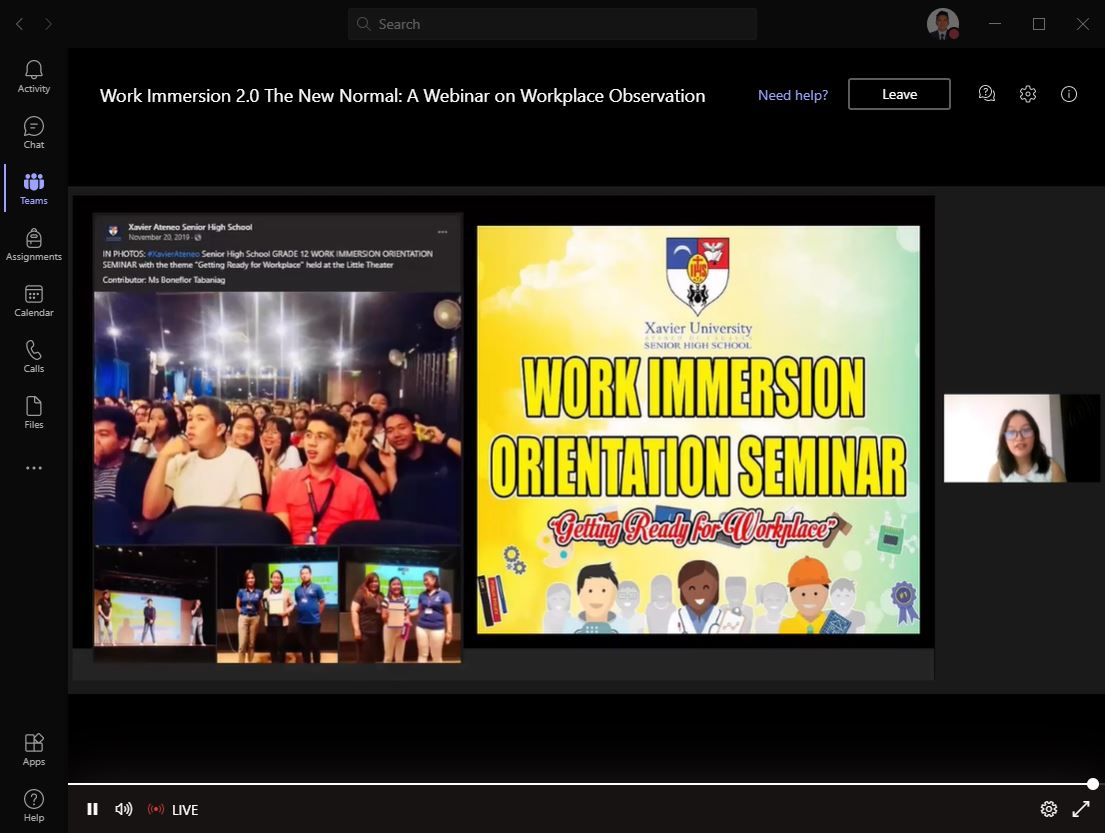 Search
Activity
Chat
Teams
Assignments
Calendar
Calls
Files
Apps
Help
Work Immersion 2.0 The New Normal: A Webinar on Workplace Observation
Need help?
Leave
Xavier Ateneo Senior High School
November 20, 2019
IN PHOTOS: #XavierAteneo Senior High School GRADE 12 WORK IMMERSION ORIENTATION
SEMINAR with the theme "Getting Ready for Workplace" held at the Little Theater
Contributor: Ms Boneflor Tabaniag
IHS
Xavier University
SENIOR HIGH SCHOOL
WORK IMMERSION
ORIENTATION SEMINAR
"Getting Ready for Workplace"
#1
LIVE